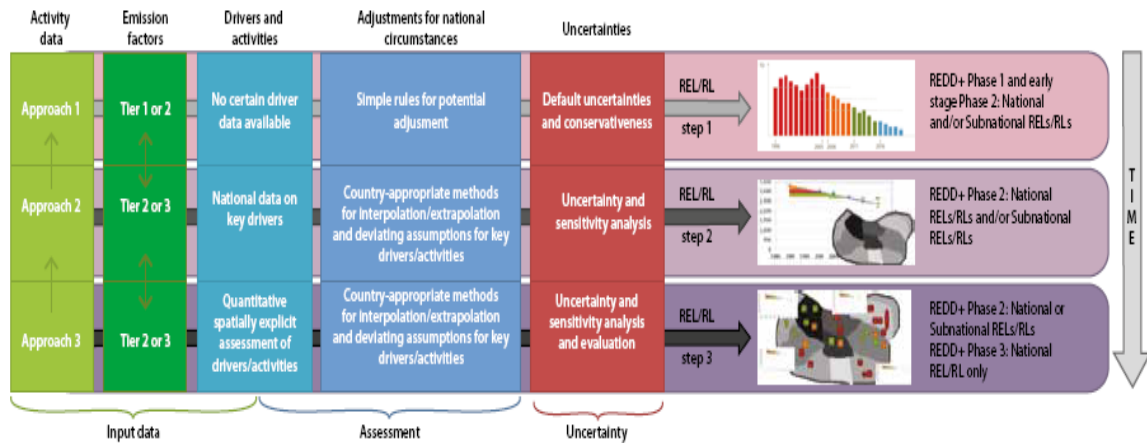 Activity
data
Emission
factors
Drivers and
activities
Adjustments for national
circumstances
Uncertainties
Approach 1
Tier 1 or 2
No certain driver
data available
Simple rules for potential
adjusment
Default uncertainties
and conservativeness
REL/RL
step 1
REDD+ Phase 1 and early
stage Phase 2: National
and/or Subnational RELs/RLs
Approach 2
Tier 2 or 3
National data on
key drivers
Country-appropriate methods
for interpolation/extrapolation
and deviating assumptions for key
drivers/activities
Uncertainty and
sensitivity analysis
REL/RL
step 2
REDD+ Phase 2: National
RELs/RLs and/or Subnational
RELs/RLs
Approach 3
Tier 2 or 3
Quantitative
spatially explicit
assessment of
drivers/activities
Country-appropriate methods
for interpolation/extrapolation
and deviating assumptions for key
drivers/activities
Uncertainty and
sensitivity analysis
and evaluation
REL/RL
step 3
REDD+ Phase 2: National or
Subnational RELs/RLs
REDD+ Phase 3: National
REL/RL only
TIME
Input data
Assessment
Uncertainty